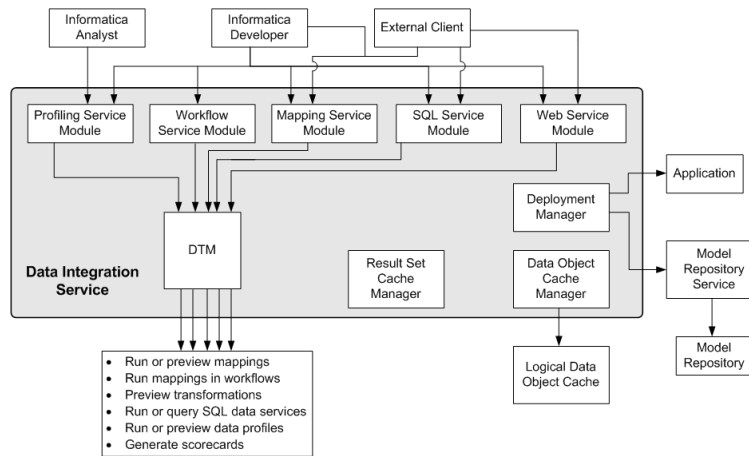 Informatica
Analyst
Informatica
Developer
External Client
Profiling Service
Module
Workflow
Service Module
Mapping Service
Module
SQL Service
Module
Web Service
Module
Application
Deployment
Manager
DTM
Data Integration
Service
Result Set
Cache
Manager
Data Object
Cache
Manager
Model
Repository
Service
Model
Repository
Logical Data
Object Cache
• Run or preview mappings
• Run mappings in workflows
• Preview transformations
• Run or query SQL data services
• Run or preview data profiles
• Generate scorecards